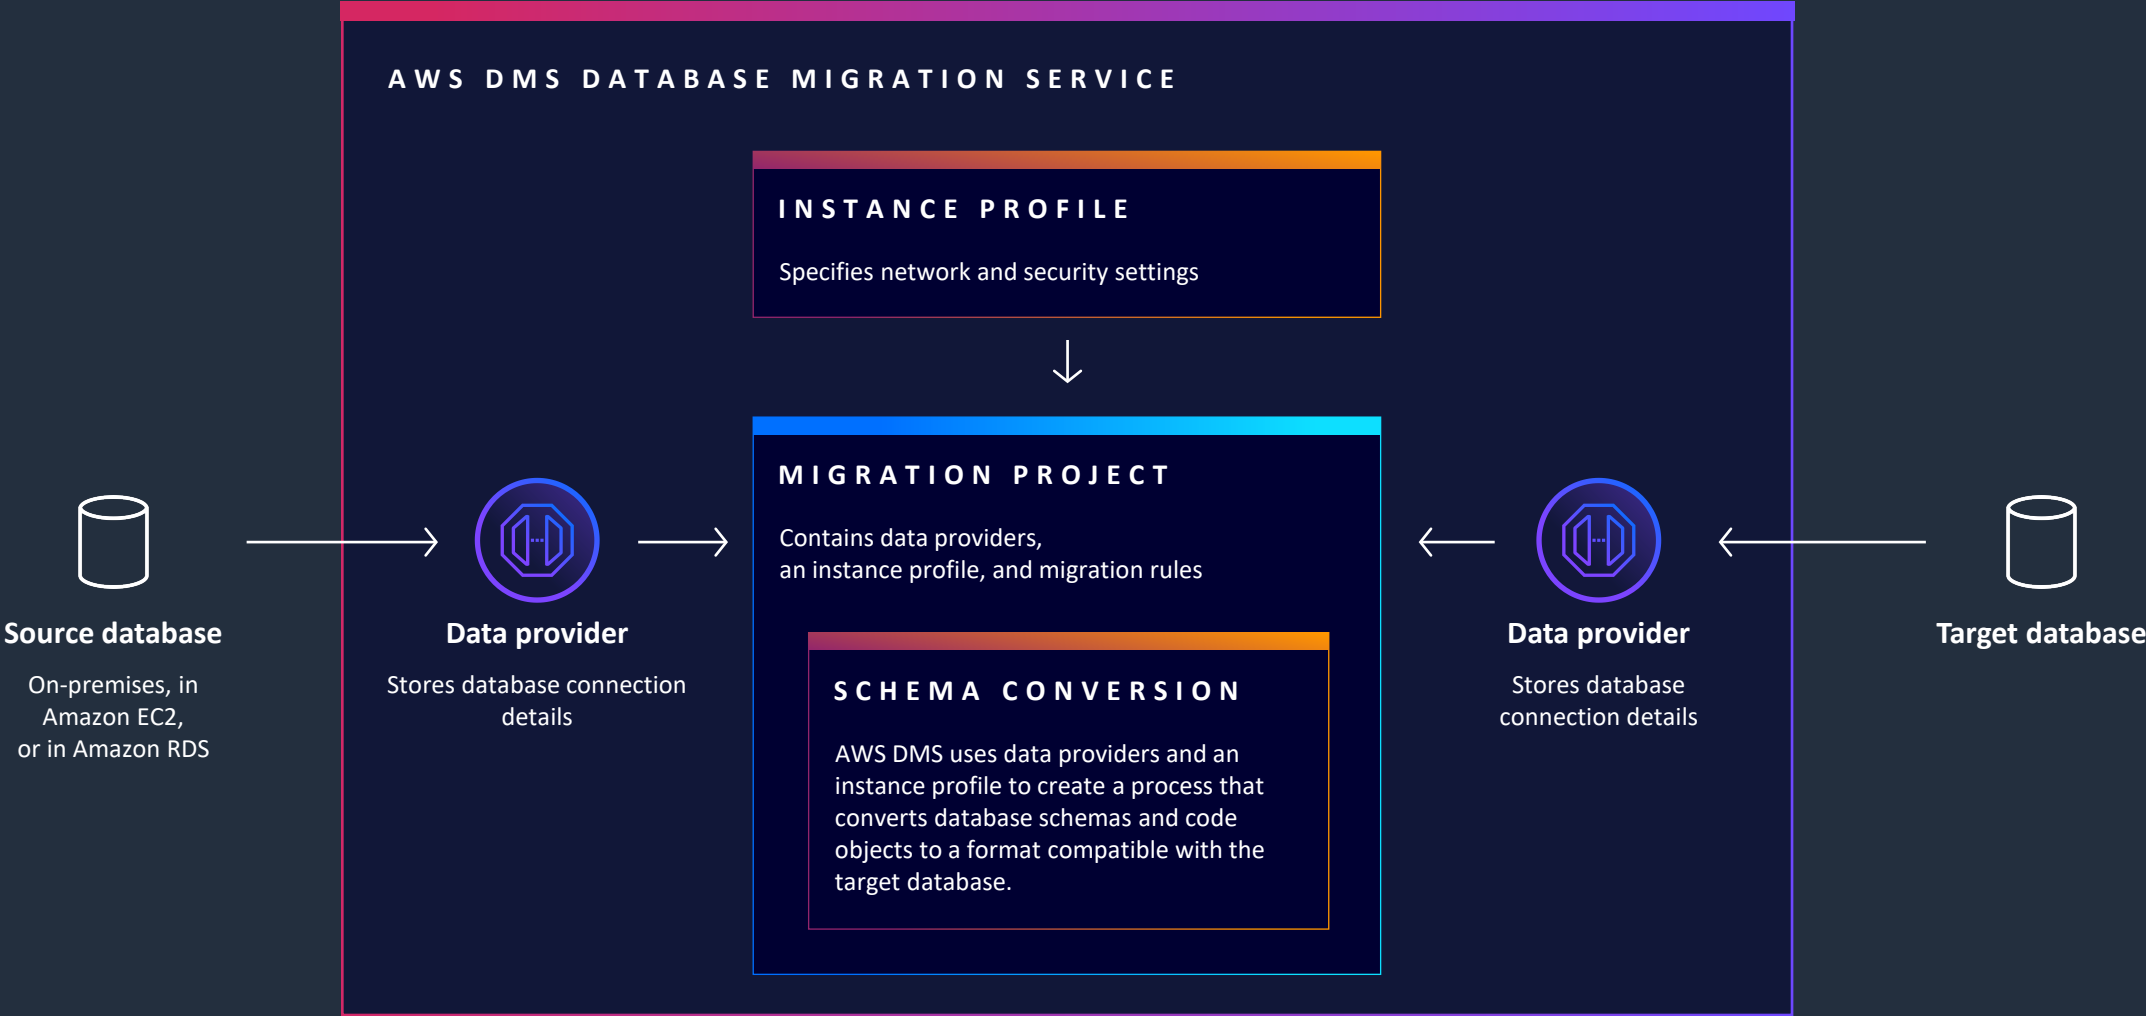 AWS DMS DATABASE MIGRATION SERVICE
INSTANCE PROFILE
Specifies network and security settings
MIGRATION PROJECT
Contains data providers,
an instance profile, and migration rules
SCHEMA CONVERSION
AWS DMS uses data providers and an
instance profile to create a process that
converts database schemas and code
objects to a format compatible with the
target database.
Source database
On-premises, in
Amazon EC2,
or in Amazon RDS
Data provider
Stores database connection
details
Data provider
Stores database
connection details
Target database